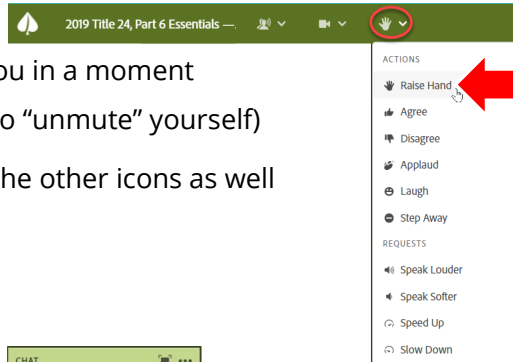 2019 Title 24, Part 6 Essentials —
ou in a moment
o “unmute” yourself)
he other icons as well
ACTIONS
Raise Hand
Agree
Disagree
Applaud
Laugh
Step Away
REQUESTS
Speak Louder
Speak Softer
Speed Up
Slow Down
CHAT